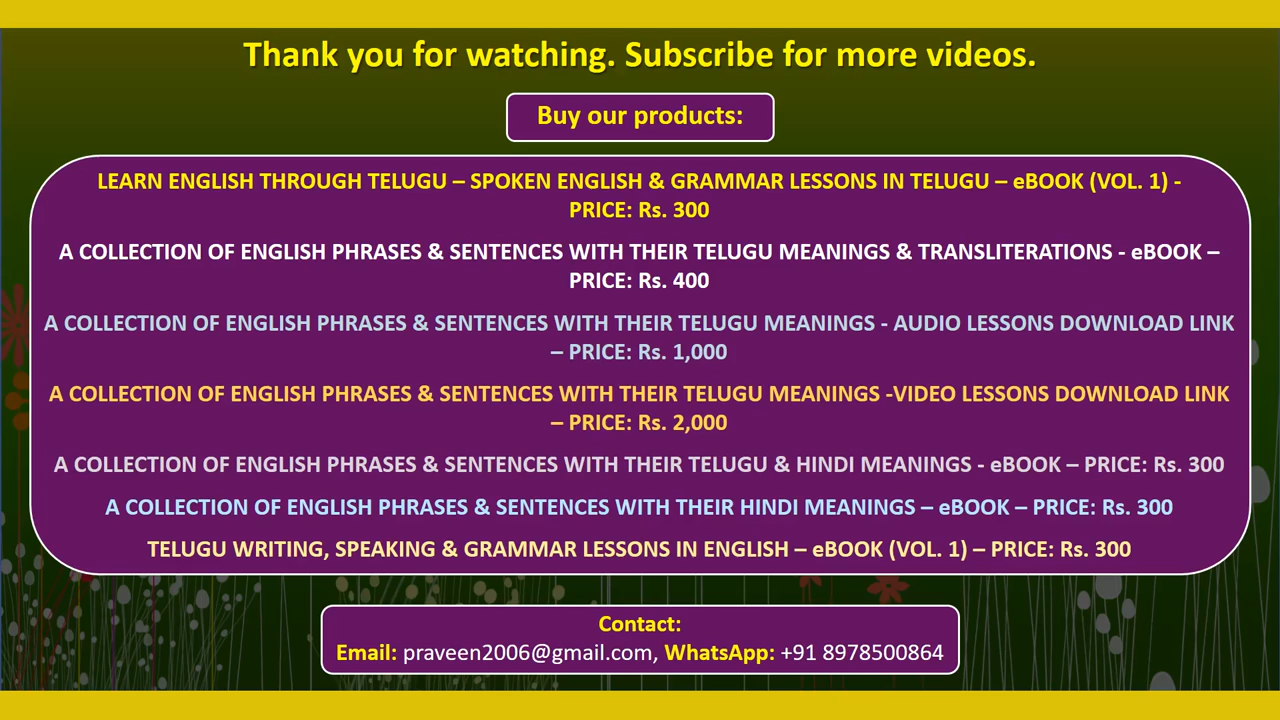 Thank you for watching. Subscribe for more videos.
Buy our products:
LEARN ENGLISH THROUGH TELUGU – SPOKEN ENGLISH & GRAMMAR LESSONS IN TELUGU – eBOOK (VOL. 1) -
PRICE: Rs. 300
A COLLECTION OF ENGLISH PHRASES & SENTENCES WITH THEIR TELUGU MEANINGS & TRANSLITERATIONS - eBOOK –
PRICE: Rs. 400
A COLLECTION OF ENGLISH PHRASES & SENTENCES WITH THEIR TELUGU MEANINGS - AUDIO LESSONS DOWNLOAD LINK
– PRICE: Rs. 1,000
A COLLECTION OF ENGLISH PHRASES & SENTENCES WITH THEIR TELUGU MEANINGS -VIDEO LESSONS DOWNLOAD LINK
– PRICE: Rs. 2,000
A COLLECTION OF ENGLISH PHRASES & SENTENCES WITH THEIR TELUGU & HINDI MEANINGS - eBOOK – PRICE: Rs. 300
A COLLECTION OF ENGLISH PHRASES & SENTENCES WITH THEIR HINDI MEANINGS – eBOOK – PRICE: Rs. 300
TELUGU WRITING, SPEAKING & GRAMMAR LESSONS IN ENGLISH – eBOOK (VOL. 1) – PRICE: Rs. 300
Contact:
Email: praveen2006@gmail.com, WhatsApp: +91 8978500864